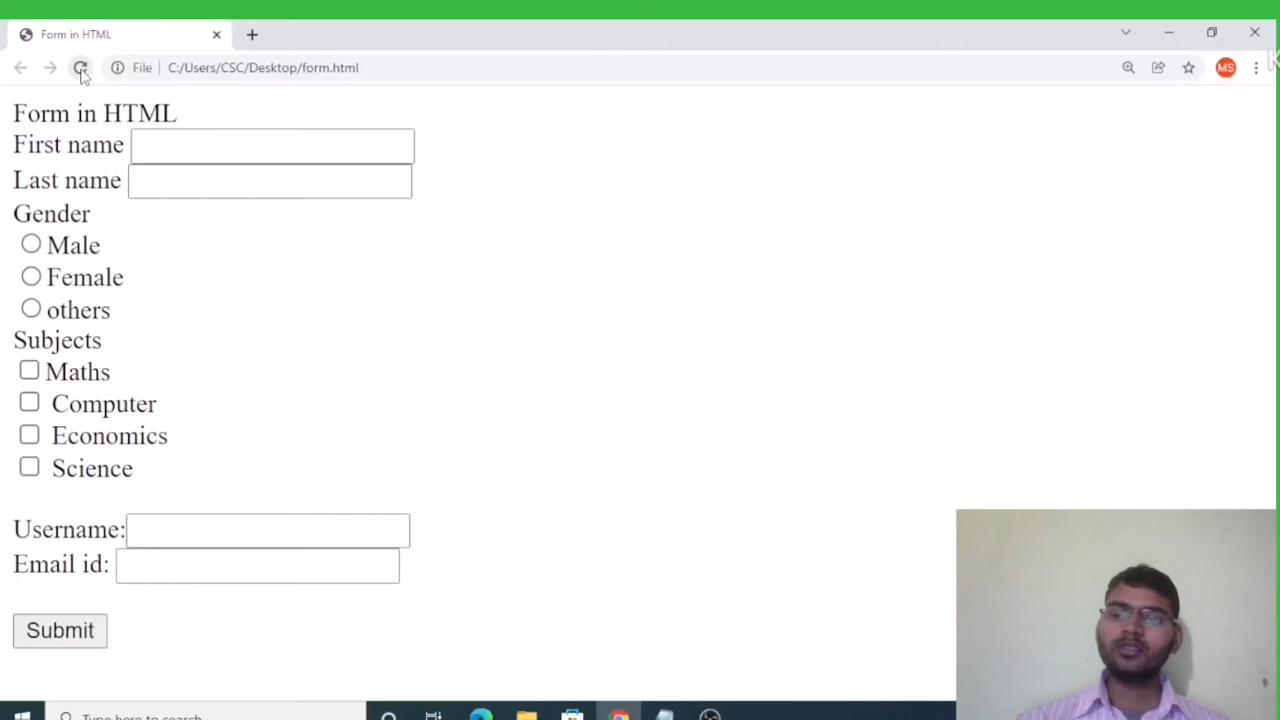 Form in HTML
File C:/Users/CSC/Desktop/form.html
MS
Form in HTML
First name
Last name
Gender
Male
Female
others
Subjects
Maths
Computer
Economics
Science
Username:
Email id:
Submit
Type here to search